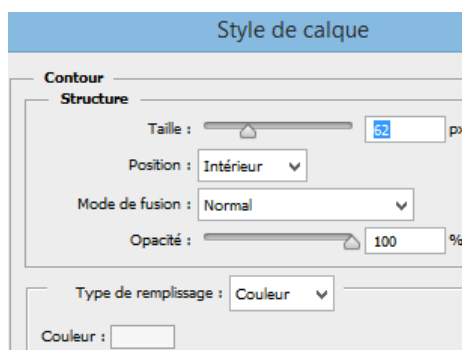 Style de calque
Contour
Structure
Taille : 62 px
Position : Intérieur
Mode de fusion : Normal
Opacité : 100 %
Type de remplissage : Couleur
Couleur :